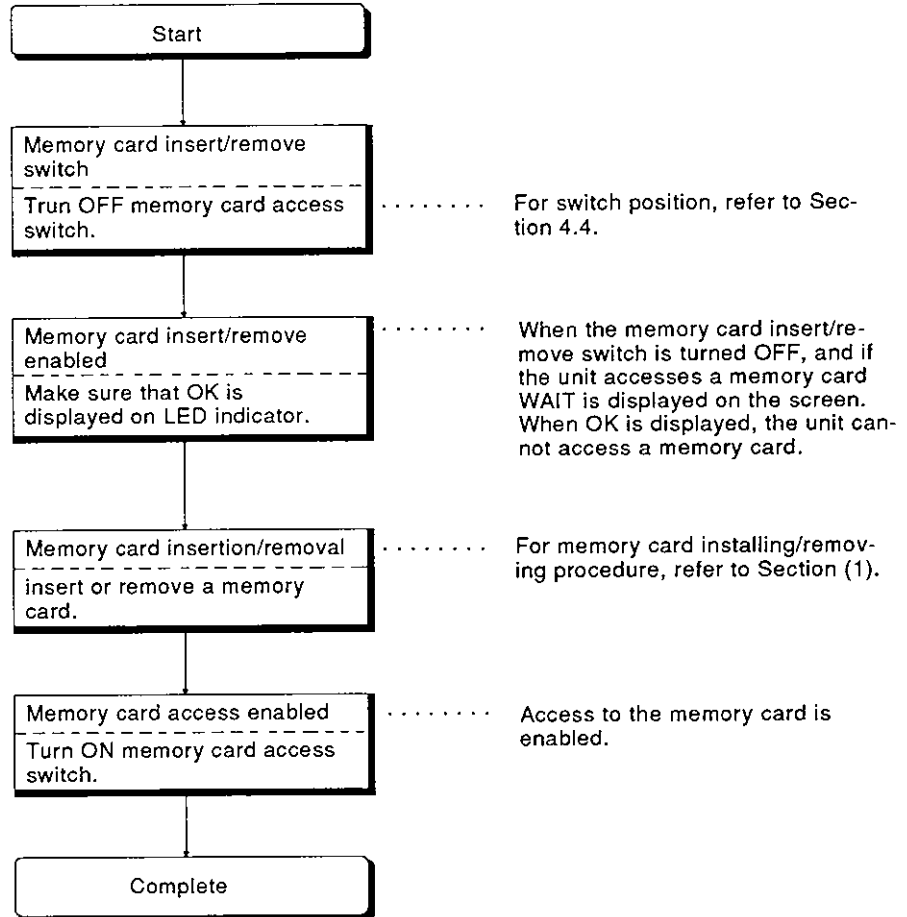 Start
Memory card insert/remove
switch
Trun OFF memory card access
switch.
For switch position, refer to Sec-
tion 4.4.
Memory card insert/remove
enabled
Make sure that OK is
displayed on LED indicator.
When the memory card insert/re-
move switch is turned OFF, and if
the unit accesses a memory card
WAIT is displayed on the screen.
When OK is displayed, the unit can-
not access a memory card.
Memory card insertion/removal
insert or remove a memory
card.
For memory card installing/remov-
ing procedure, refer to Section (1).
Memory card access enabled
Turn ON memory card access
switch.
Access to the memory card is
enabled.
Complete